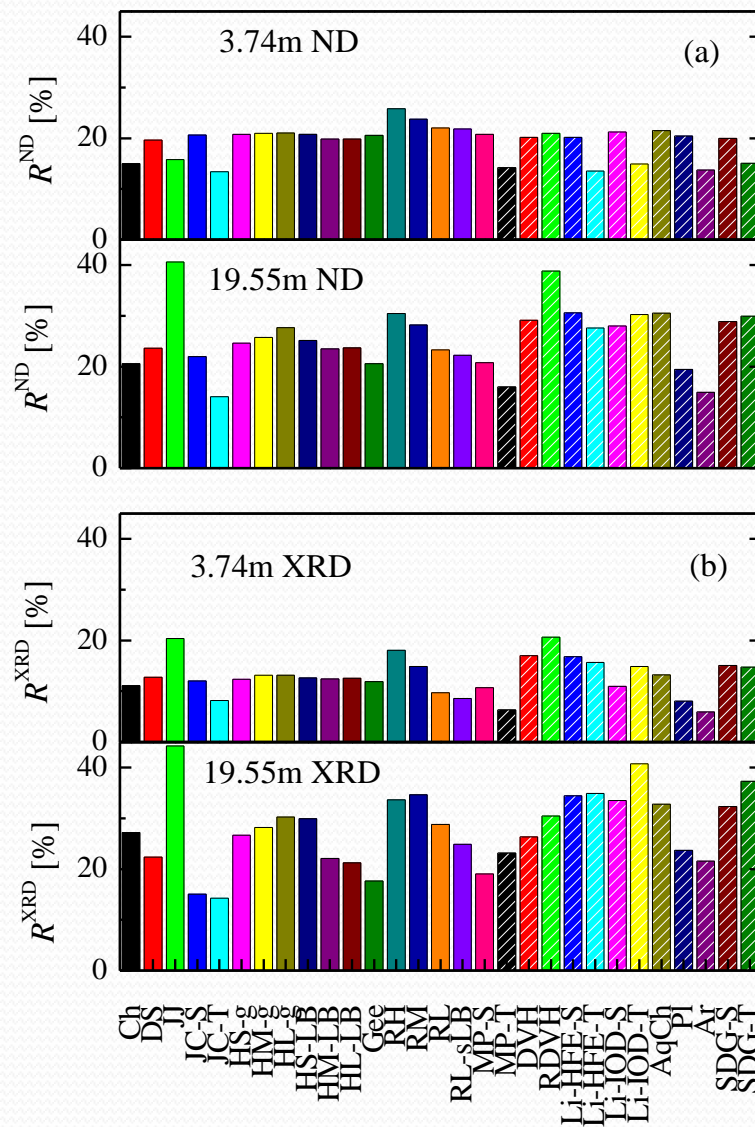 3.74m ND
(a)
40
20
0
R^ND [%]
19.55m ND
40
20
0
R^ND [%]
3.74m XRD
(b)
40
20
0
R^XRD [%]
19.55m XRD
40
20
0
R^XRD [%]
Ch
DS
JJ
JC-S
JC-T
HS-g
HM-g
HL-g
HS-LB
HM-LB
HL-LB
Gee
RH
RM
RL
RL-sLB
MP-S
MP-T
DVH
RDVH
Li-HFE-S
Li-HFE-T
Li-IOD-S
Li-IOD-T
AqCh
Pl
Ar
SDG-S
SDG-T